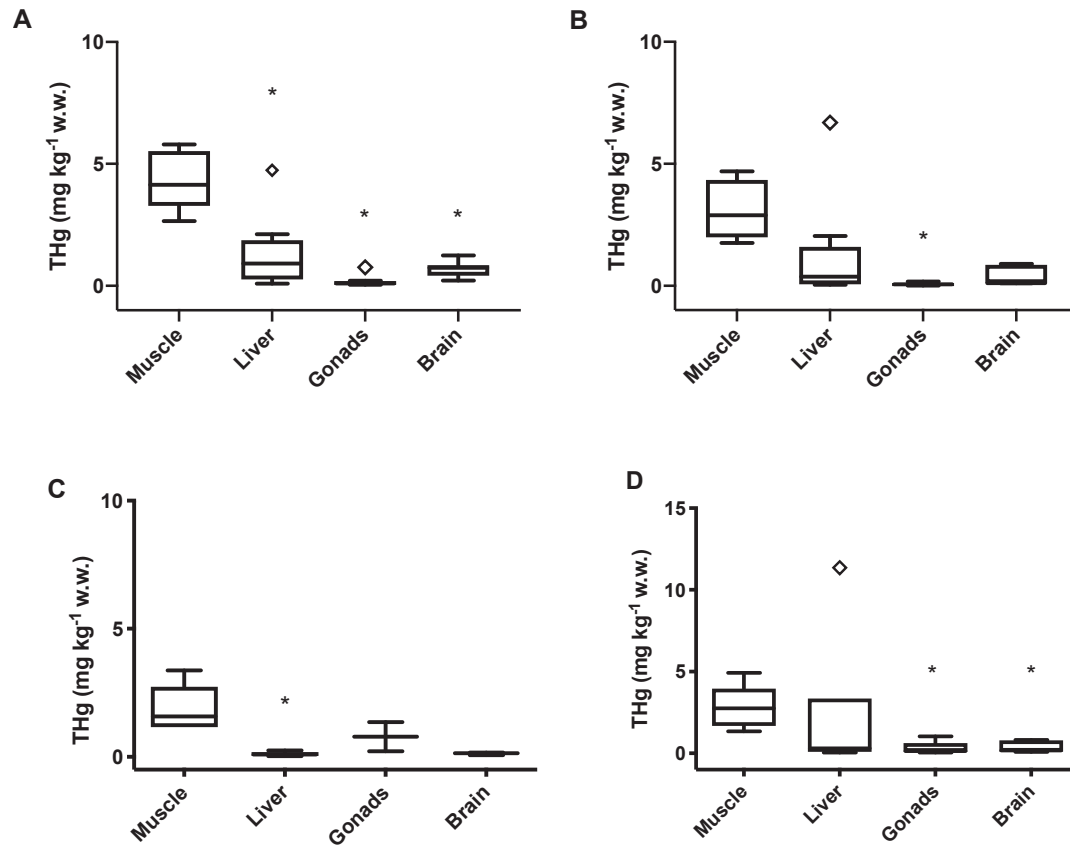 A
THg (mg kg⁻¹ w.w.)
10
5
0
*
*
*
Muscle
Liver
Gonads
Brain
B
THg (mg kg⁻¹ w.w.)
10
5
0
*
Muscle
Liver
Gonads
Brain
C
THg (mg kg⁻¹ w.w.)
10
5
0
*
Muscle
Liver
Gonads
Brain
D
THg (mg kg⁻¹ w.w.)
15
10
5
0
*
*
Muscle
Liver
Gonads
Brain